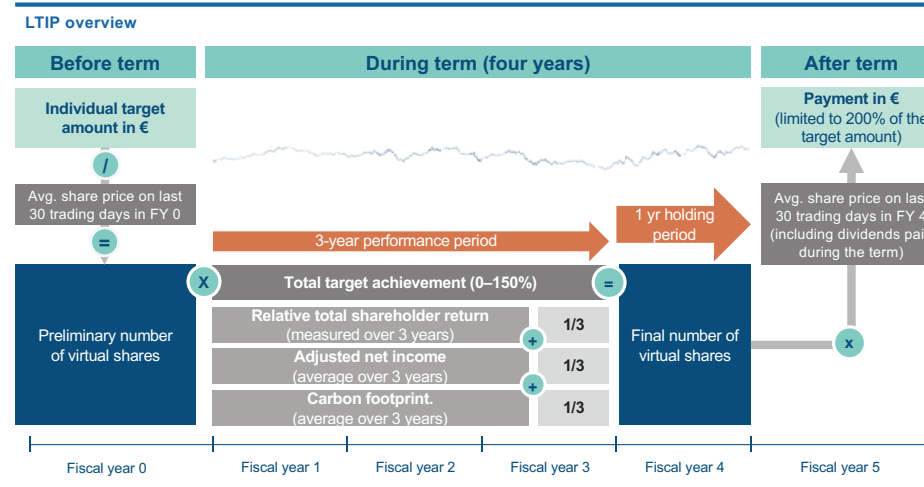 LTIP overview
Before term
During term (four years)
After term
Individual target
amount in €
Payment in €
(limited to 200% of the
target amount)
/
Avg. share price on last
30 trading days in FY 0
=
3-year performance period
1 yr holding
period
Avg. share price on las
30 trading days in FY 4
(including dividends pai
during the term)
Preliminary number
of virtual shares
X
Total target achievement (0–150%)
=
Relative total shareholder return
(measured over 3 years)
1/3
+
Adjusted net income
(average over 3 years)
1/3
+
Carbon footprint.
(average over 3 years)
1/3
Final number of
virtual shares
x
Fiscal year 0
Fiscal year 1
Fiscal year 2
Fiscal year 3
Fiscal year 4
Fiscal year 5